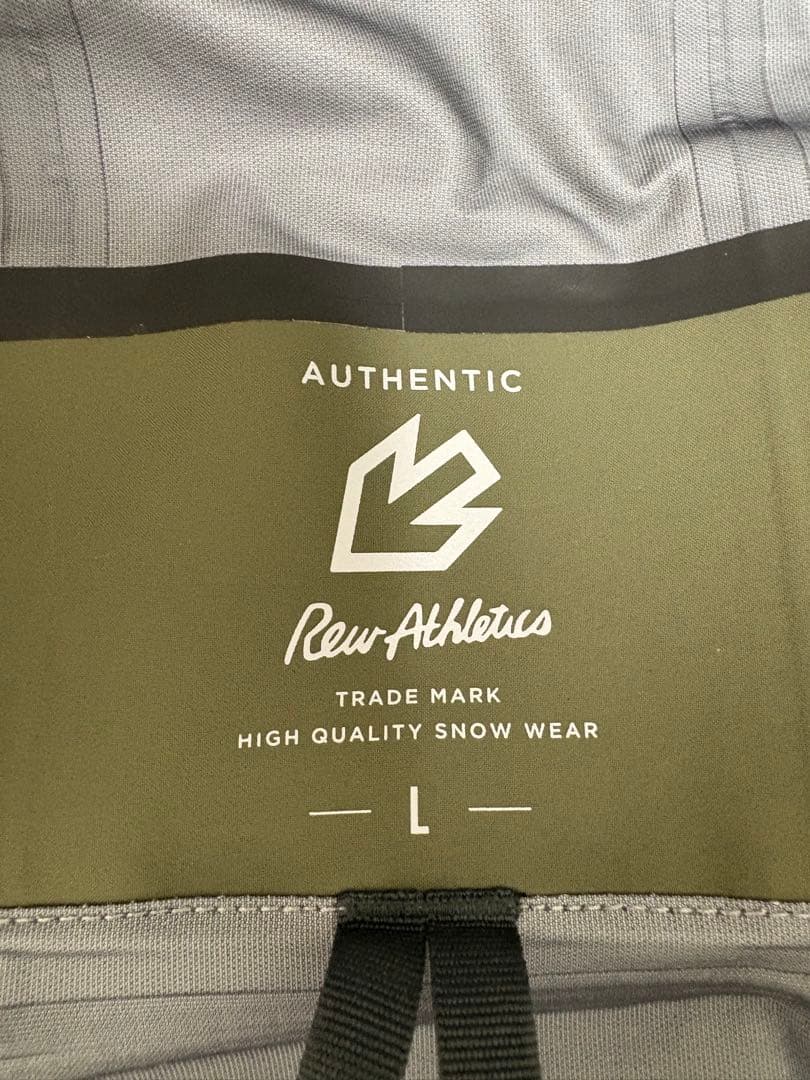 AUTHENTIC
Rew Athletics
TRADE MARK
HIGH QUALITY SNOW WEAR
L